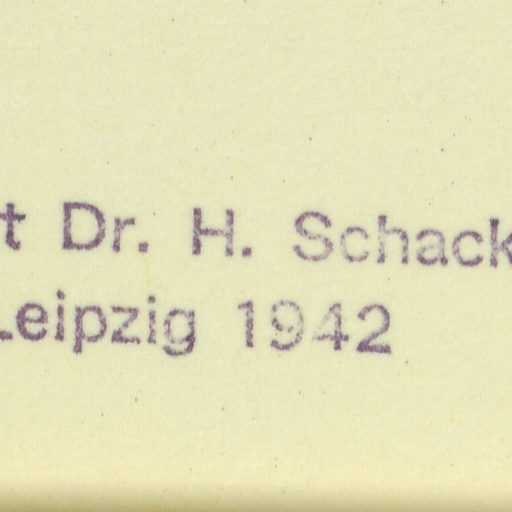 t Dr. H. Schack
Leipzig 1942